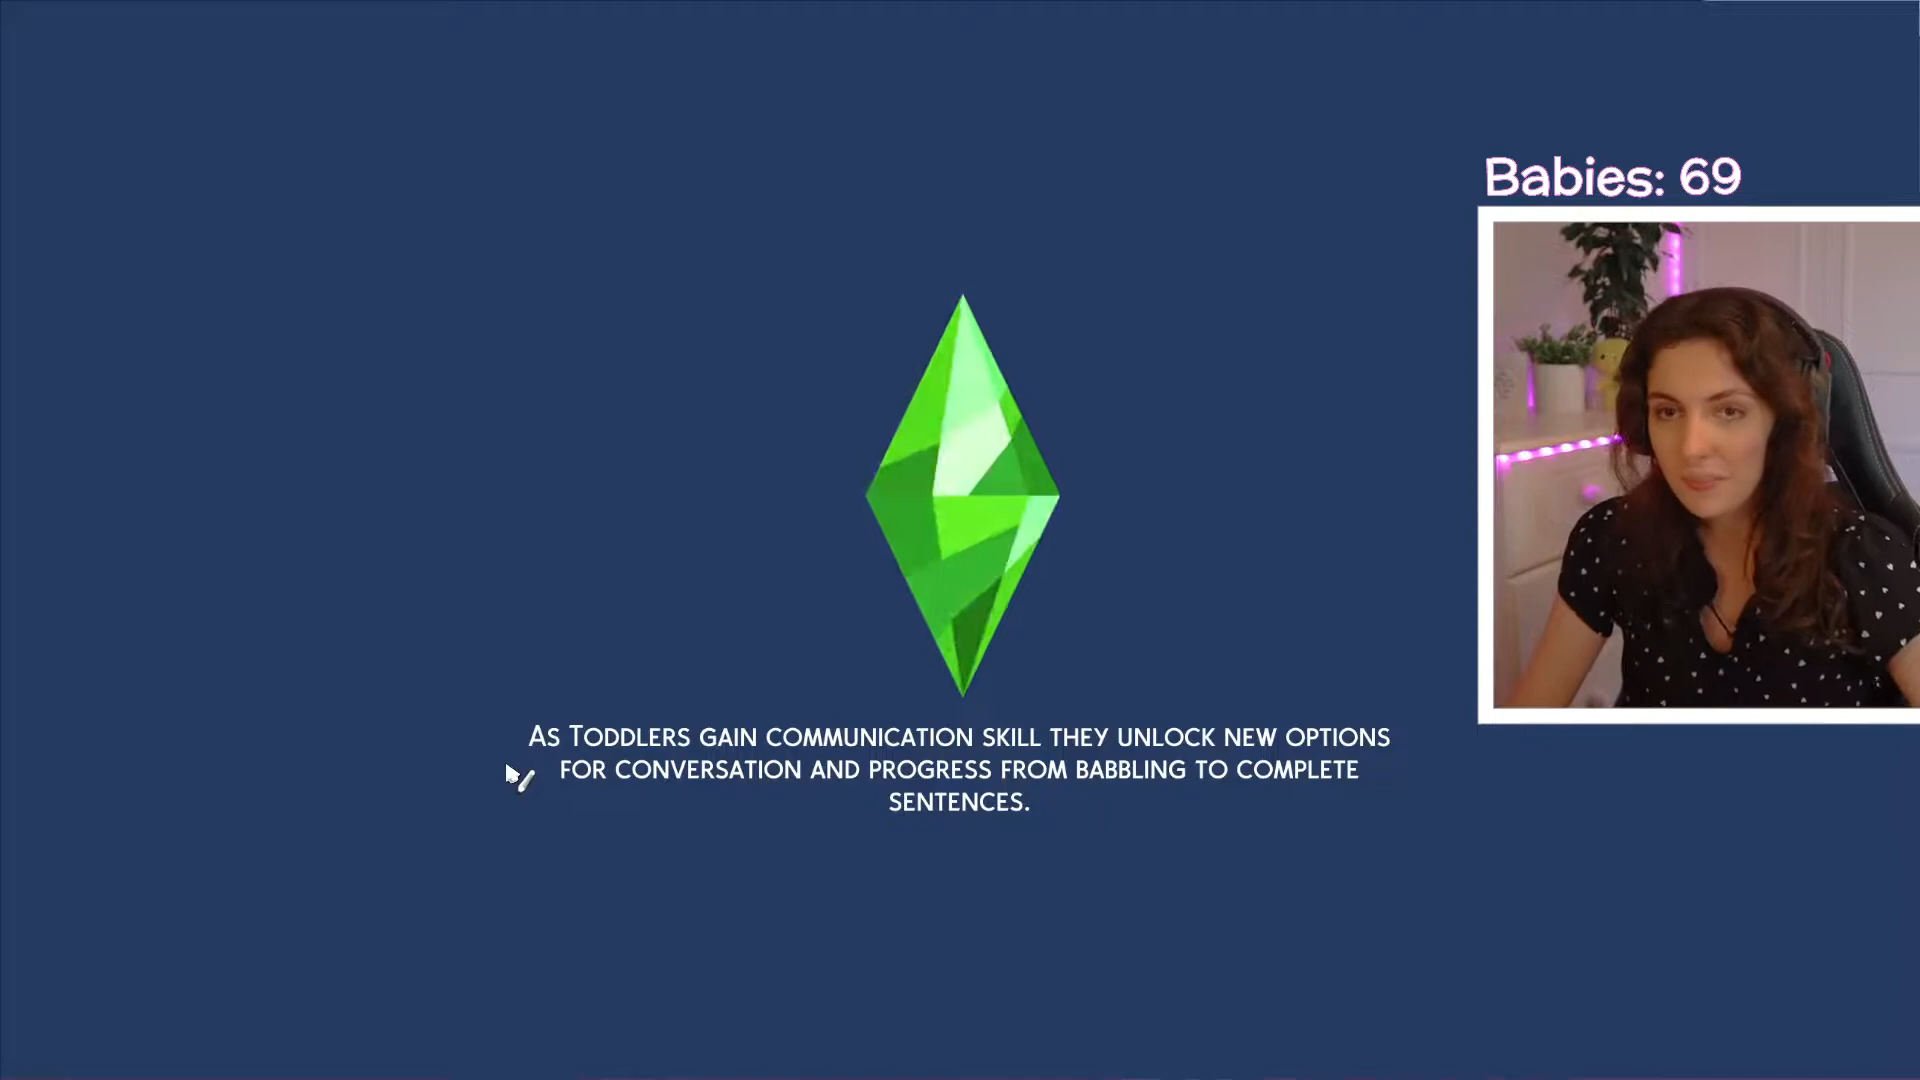 Babies: 69
As Toddlers gain communication skill they unlock new options
for conversation and progress from babbling to complete
sentences.